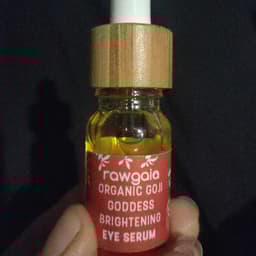 rawgaia
ORGANIC GOJI
GODDESS
BRIGHTENING
EYE SERUM